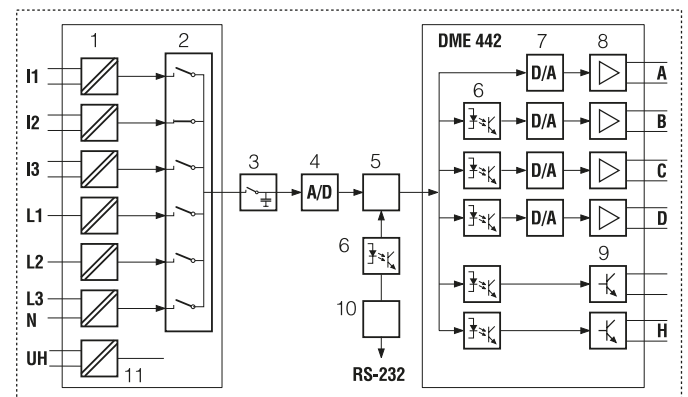 1 2
I1
I2
I3
L1
L2
L3
N
UH
11
3 4 5
A/D
6
10
RS-232
DME 442 7 8
D/A A
6 D/A B
D/A C
D/A D
9
H